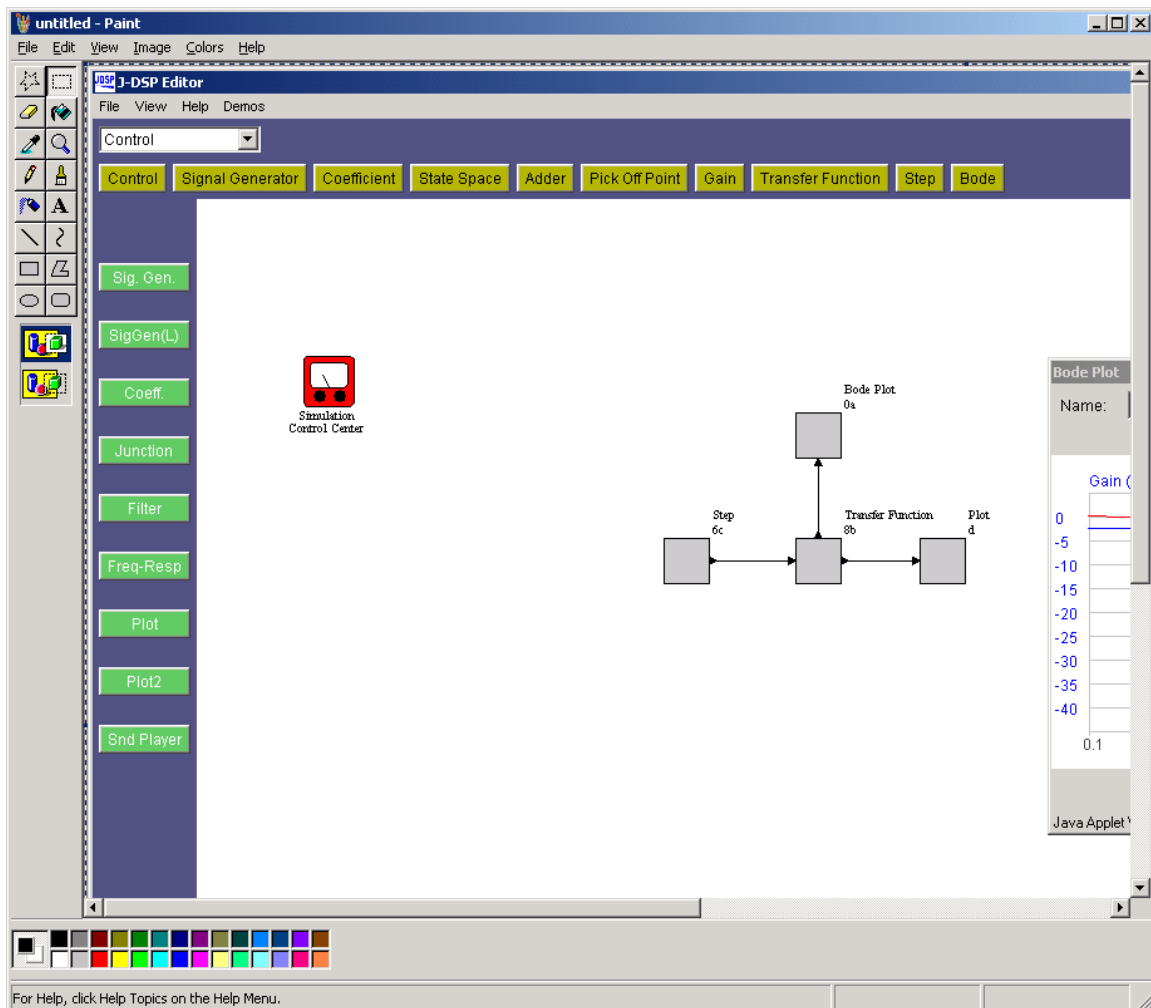 untitled - Paint
File Edit View Image Colors Help
JDSP J-DSP Editor
File View Help Demos
Control
Control Signal Generator Coefficient State Space Adder Pick Off Point Gain Transfer Function Step Bode
Sig. Gen.
SigGen(L)
Coeff.
Junction
Filter
Freq-Resp
Plot
Plot2
Snd Player
A
Simulation
Control Center
Bode Plot
0a
Step
6c
Transfer Function
8b
Plot
d
Bode Plot
Name:
Gain (
0
-5
-10
-15
-20
-25
-30
-35
-40
0.1
Java Applet
For Help, click Help Topics on the Help Menu.